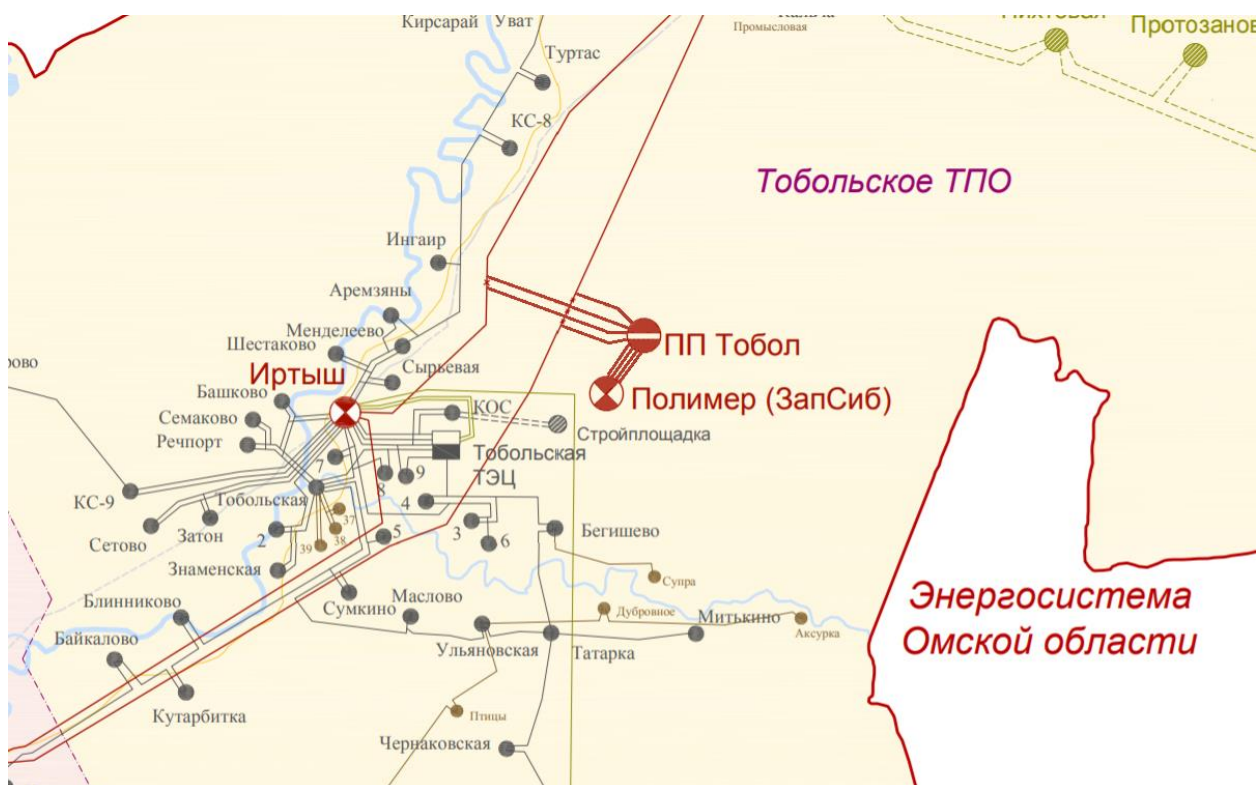 Кирсарай
Уват
Промысловая
Протозанов
Туртас
КС-8
Тобольское ТПО
Ингаир
Аремзяны
Менделеево
Шестаково
ПП Тобол
рово
Иртыш
Сырьевая
Башково
Полимер (ЗапСиб)
Семаково
КОС
Речпорт
Стройплощадка
Тобольская
ТЭЦ
7
8
9
КС-9
Тобольская
4
37
Сетово
Затон
2
38
5
3
6
Бегишево
39
Знаменская
Супра
Блинниково
Сумкино
Маслово
Дубровное
Митькино
Энергосистема
Омской области
Аксурка
Байкалово
Ульяновская
Татарка
Кутарбитка
Птицы
Чернаковская